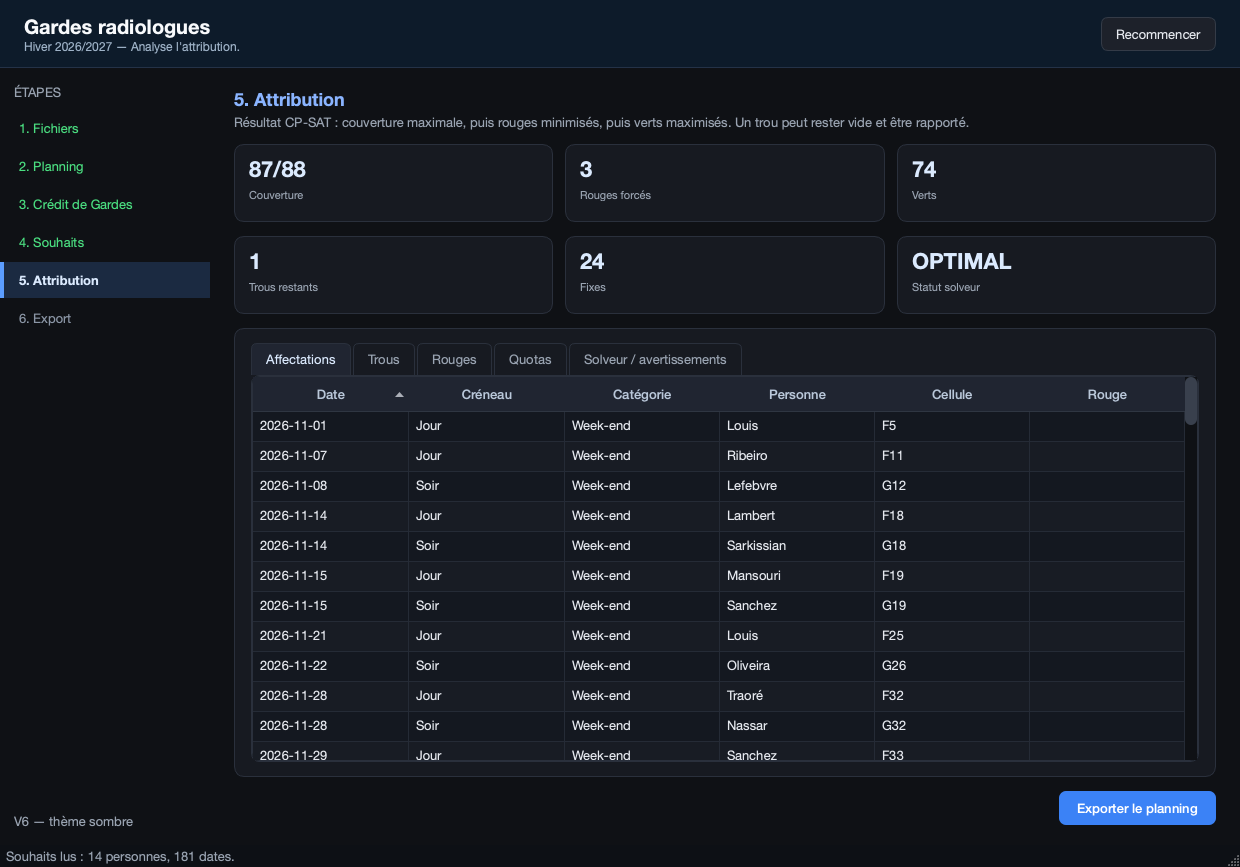 Gardes radiologues
Hiver 2026/2027 — Analyse l'attribution.
Recommencer
ÉTAPES
1. Fichiers
2. Planning
3. Crédit de Gardes
4. Souhaits
5. Attribution
6. Export
5. Attribution
Résultat CP-SAT : couverture maximale, puis rouges minimisés, puis verts maximisés. Un trou peut rester vide et être rapporté.
87/88
Couverture
3
Rouges forcés
74
Verts
1
Trous restants
24
Fixes
OPTIMAL
Statut solveur
Affectations Trous Rouges Quotas Solveur / avertissements
Date Créneau Catégorie Personne Cellule Rouge
2026-11-01 Jour Week-end Louis F5
2026-11-07 Jour Week-end Ribeiro F11
2026-11-08 Soir Week-end Lefebvre G12
2026-11-14 Jour Week-end Lambert F18
2026-11-14 Soir Week-end Sarkissian G18
2026-11-15 Jour Week-end Mansouri F19
2026-11-15 Soir Week-end Sanchez G19
2026-11-21 Jour Week-end Louis F25
2026-11-22 Soir Week-end Oliveira G26
2026-11-28 Jour Week-end Traoré F32
2026-11-28 Soir Week-end Nassar G32
2026-11-29 Jour Week-end Sanchez F33
Exporter le planning
V6 — thème sombre
Souhaits lus : 14 personnes, 181 dates.